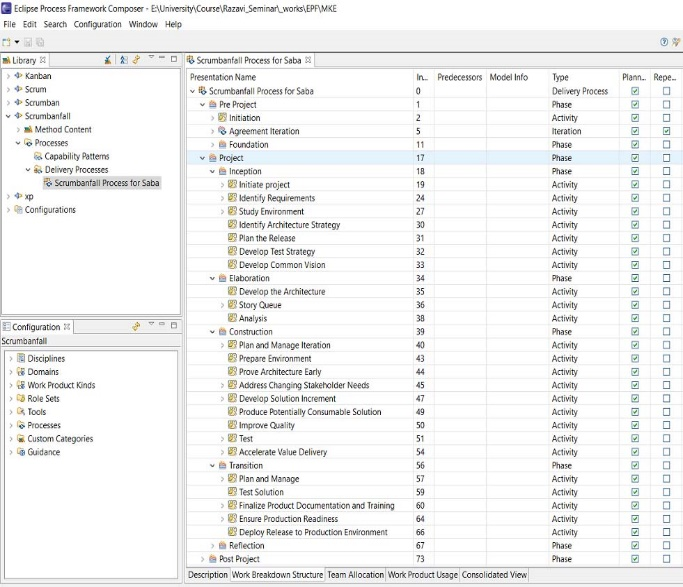 Eclipse Process Framework Composer - E:\University\Course\Razavi_Seminar\_works\EPF\MKE
File Edit Search Configuration Window Help
Library
Kanban
Scrum
Scrumban
Scrumbanfall
Method Content
Processes
Capability Patterns
Delivery Processes
Scrumbanfall Process for Saba
xp
Configurations
Configuration
Scrumbanfall
Disciplines
Domains
Work Product Kinds
Role Sets
Tools
Processes
Custom Categories
Guidance
Scrumbanfall Process for Saba
Presentation Name In... Predecessors Model Info Type Plann... Repe...
Scrumbanfall Process for Saba 0 Delivery Process
Pre Project 1 Phase
Initiation 2 Activity
Agreement Iteration 5 Iteration
Foundation 11 Phase
Project 17 Phase
Inception 18 Phase
Initiate project 19 Activity
Identify Requirements 24 Activity
Study Environment 27 Activity
Identify Architecture Strategy 30 Activity
Plan the Release 31 Activity
Develop Test Strategy 32 Activity
Develop Common Vision 33 Activity
Elaboration 34 Phase
Develop the Architecture 35 Activity
Story Queue 36 Activity
Analysis 38 Activity
Construction 39 Phase
Plan and Manage Iteration 40 Activity
Prepare Environment 43 Activity
Prove Architecture Early 44 Activity
Address Changing Stakeholder Needs 45 Activity
Develop Solution Increment 47 Activity
Produce Potentially Consumable Solution 49 Activity
Improve Quality 50 Activity
Test 51 Activity
Accelerate Value Delivery 54 Activity
Transition 56 Phase
Plan and Manage 57 Activity
Test Solution 59 Activity
Finalize Product Documentation and Training 60 Activity
Ensure Production Readiness 64 Activity
Deploy Release to Production Environment 66 Activity
Reflection 67 Phase
Post Project 73 Phase
Description Work Breakdown Structure Team Allocation Work Product Usage Consolidated View